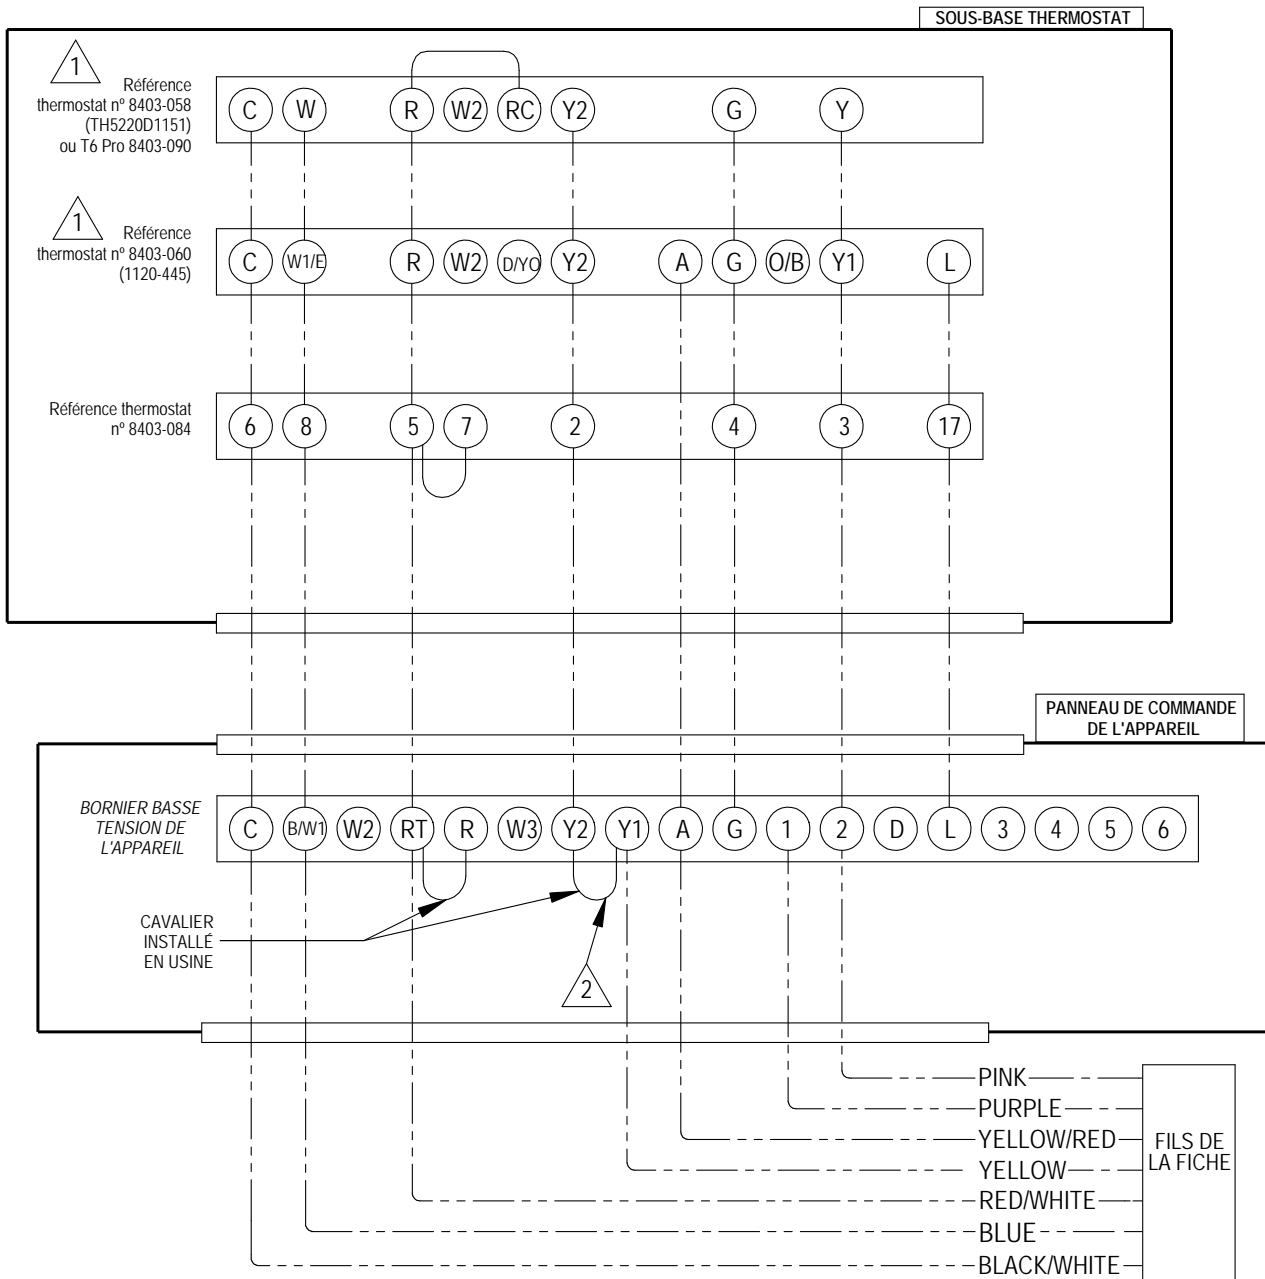 SOUS-BASE THERMOSTAT
1
Référence
thermostat nº 8403-058
(TH5220D1151)
ou T6 Pro 8403-090
C W R W2 RC Y2 G Y
1
Référence
thermostat nº 8403-060
(1120-445)
C W1/E R W2 D/YO Y2 A G O/B Y1 L
Référence thermostat
nº 8403-084
6 8 5 7 2 4 3 17
PANNEAU DE COMMANDE
DE L'APPAREIL
BORNIER BASSE
TENSION DE
L'APPAREIL
C B/W1 W2 RT R W3 Y2 Y1 A G 1 2 D L 3 4 5 6
CAVALIER
INSTALLÉ
EN USINE
2
PINK
PURPLE
YELLOW/RED
YELLOW
RED/WHITE
BLUE
BLACK/WHITE
FILS DE
LA FICHE